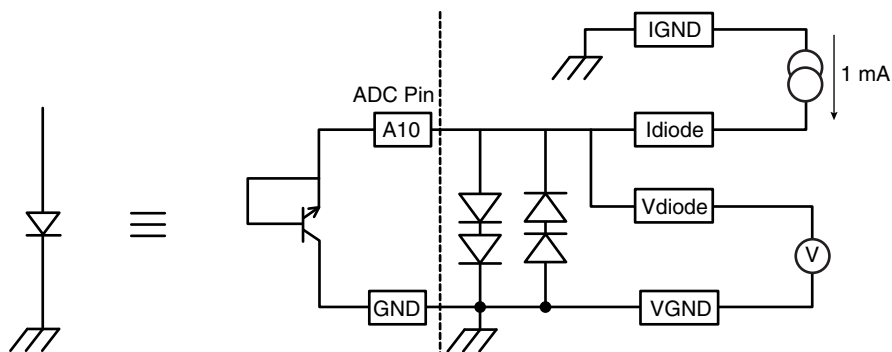 IGND
1 mA
ADC Pin
A10
Idiode
Vdiode
V
GND
VGND